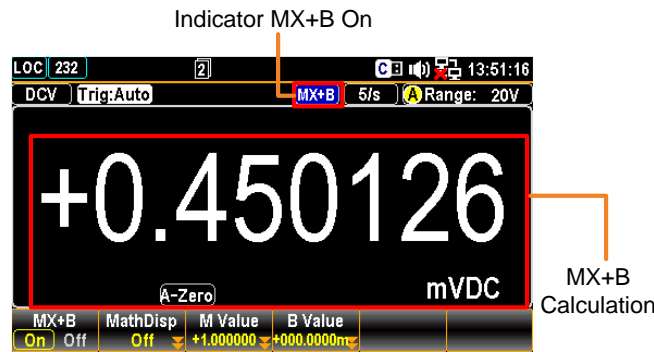 Indicator MX+B On
LOC 232 2 C 13:51:16
DCV Trig:Auto MX+B 5/s A Range: 20V
+0.450126
A-Zero mVDC
MX+B
Calculation
MX+B MathDisp M Value B Value
On Off Off +1.000000 +000.0000m